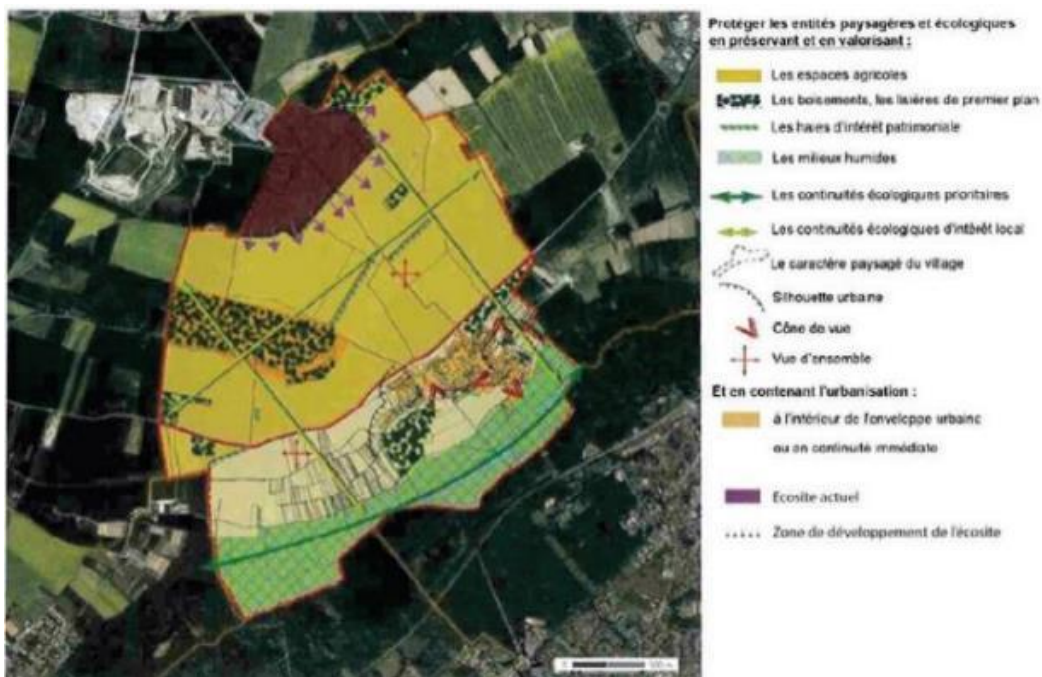 Protéger les entités paysagères et écologiques
en préservant et en valorisant :
Les espaces agricoles
Les boisements, les lisières de premier plan
Les haies d'intérêt patrimoniale
Les milieux humides
Les continuités écologiques prioritaires
Les continuités écologiques d'intérêt local
Le caractère paysagé du village
Silhouette urbaine
Cône de vue
Vue d'ensemble
Et en contenant l'urbanisation :
à l'intérieur de l'enveloppe urbaine
ou en continuité immédiate
Ecosite actuel
Zone de développement de l'écosite
0
500 m